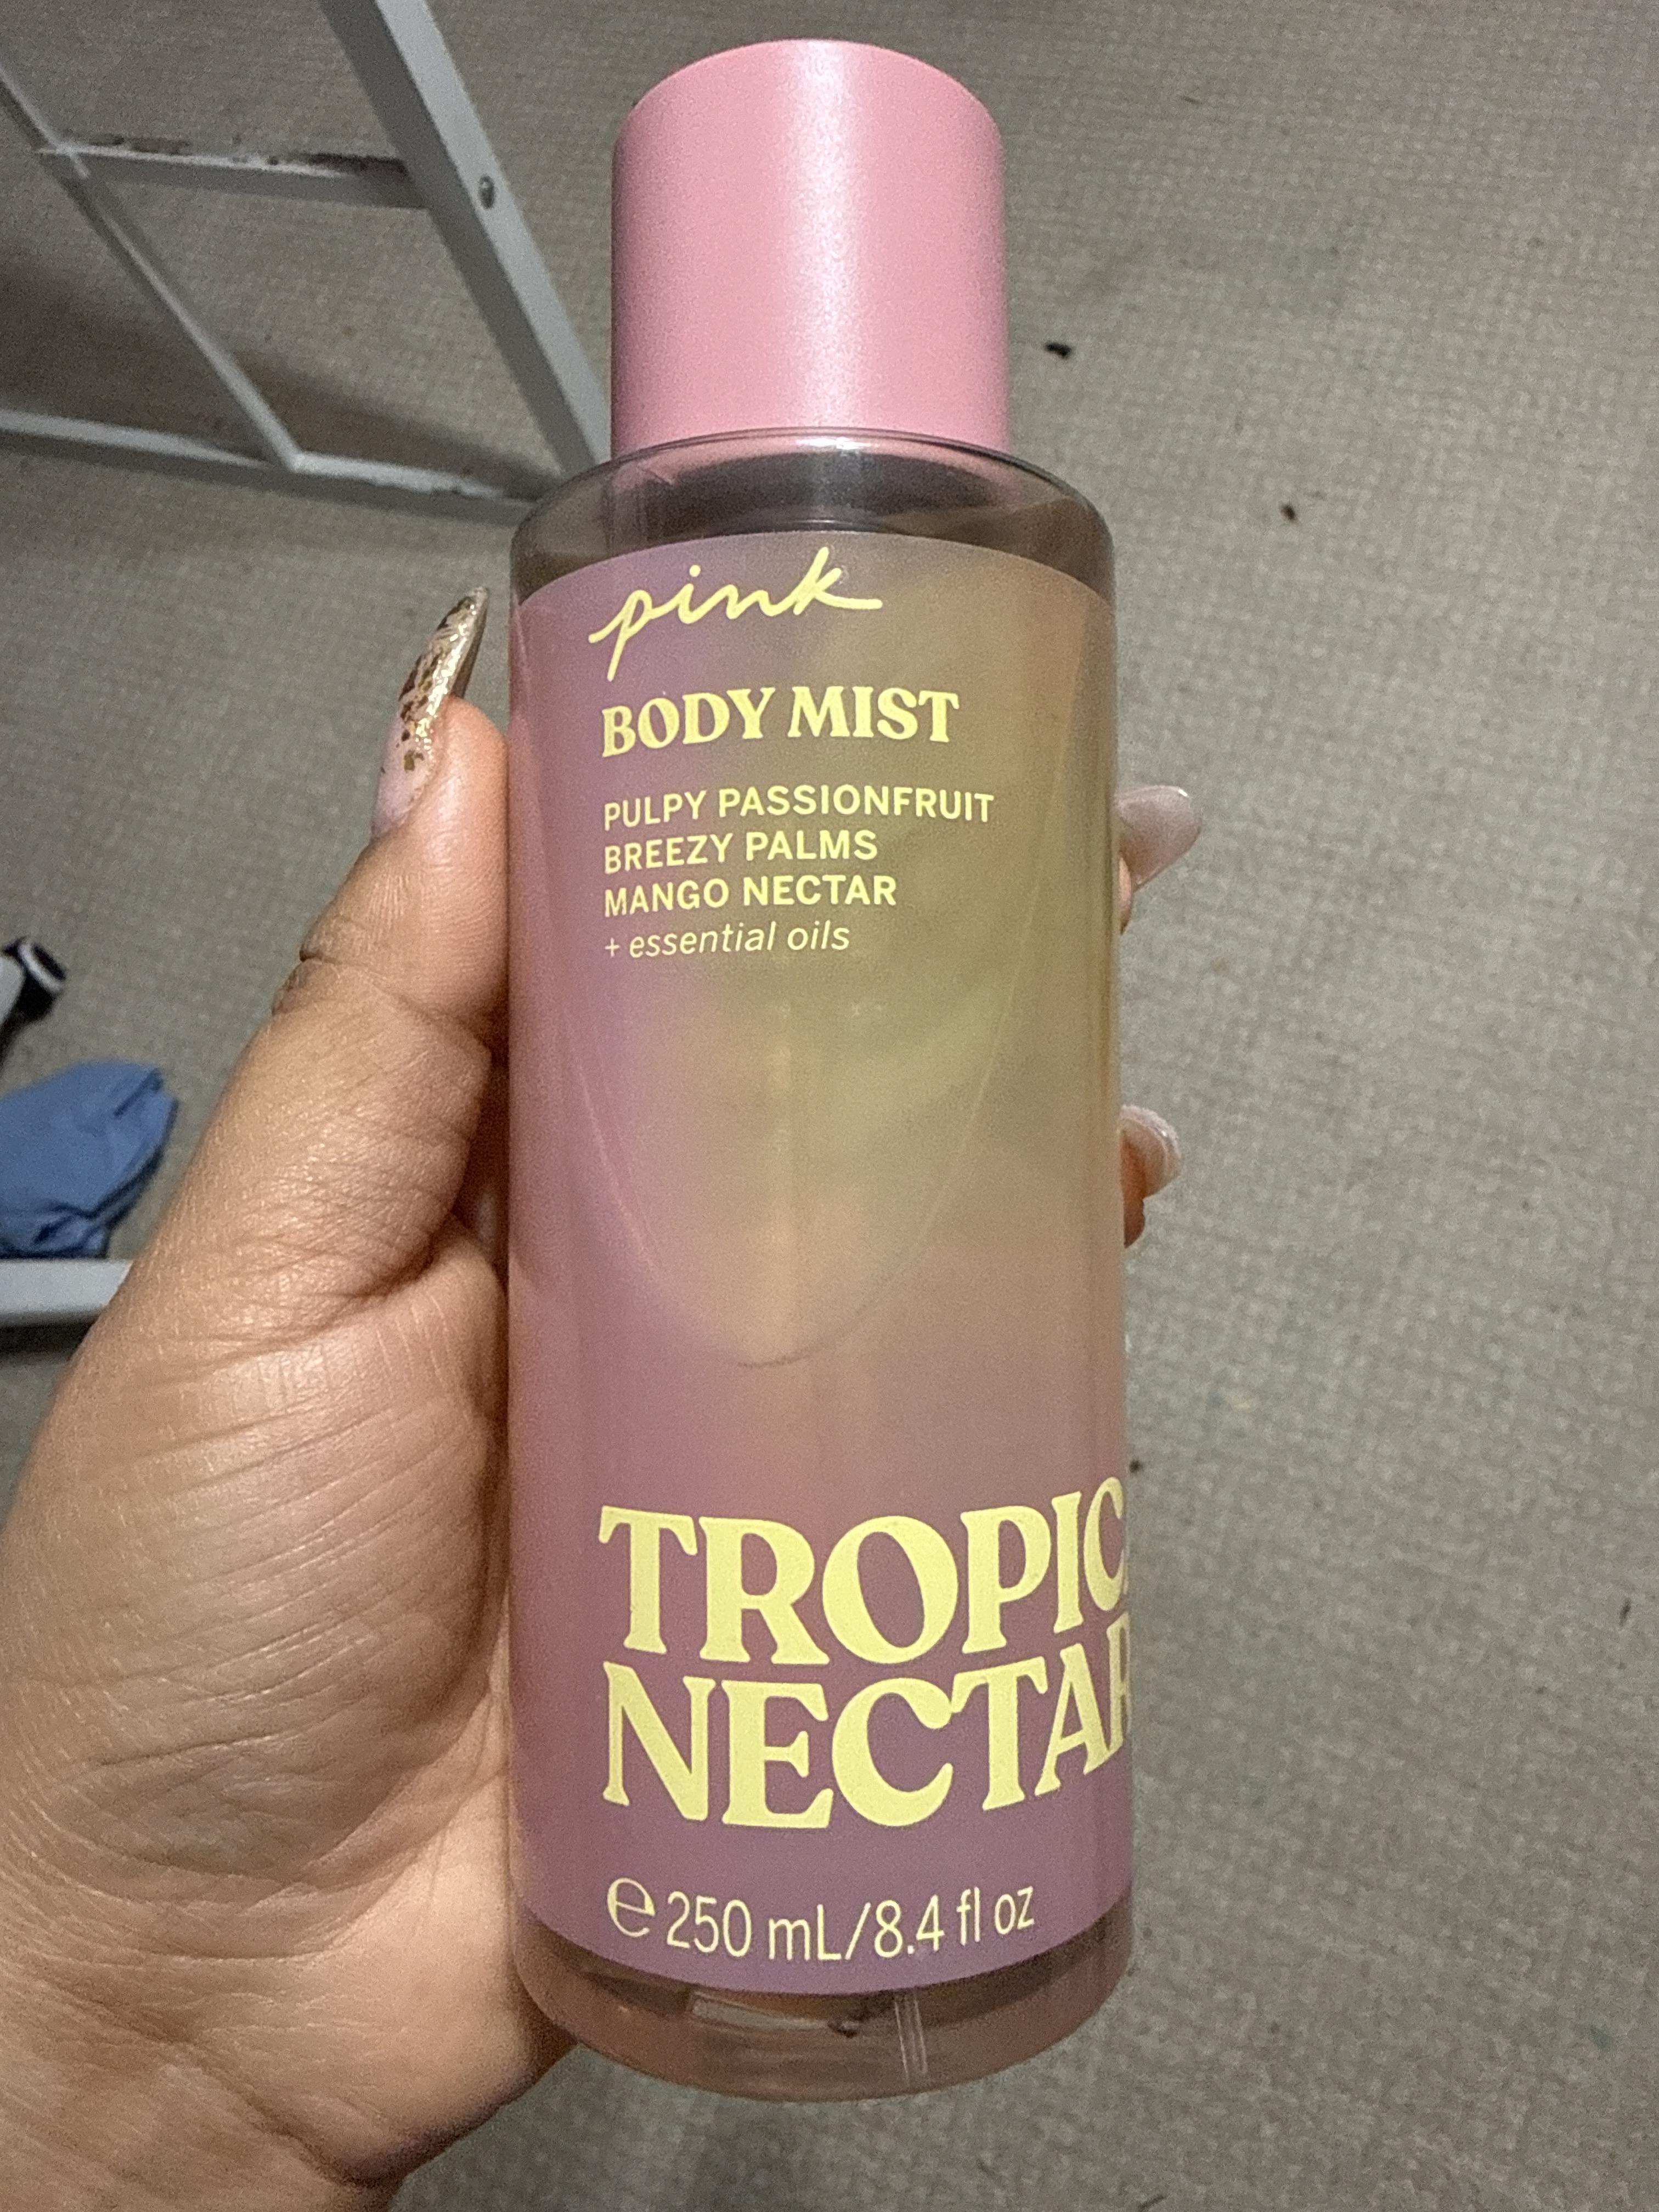 pink
BODY MIST
PULPY PASSIONFRUIT
BREEZY PALMS
MANGO NECTAR
+ essential oils
TROPIC
NECTAR
℮ 250 mL/8.4 fl oz